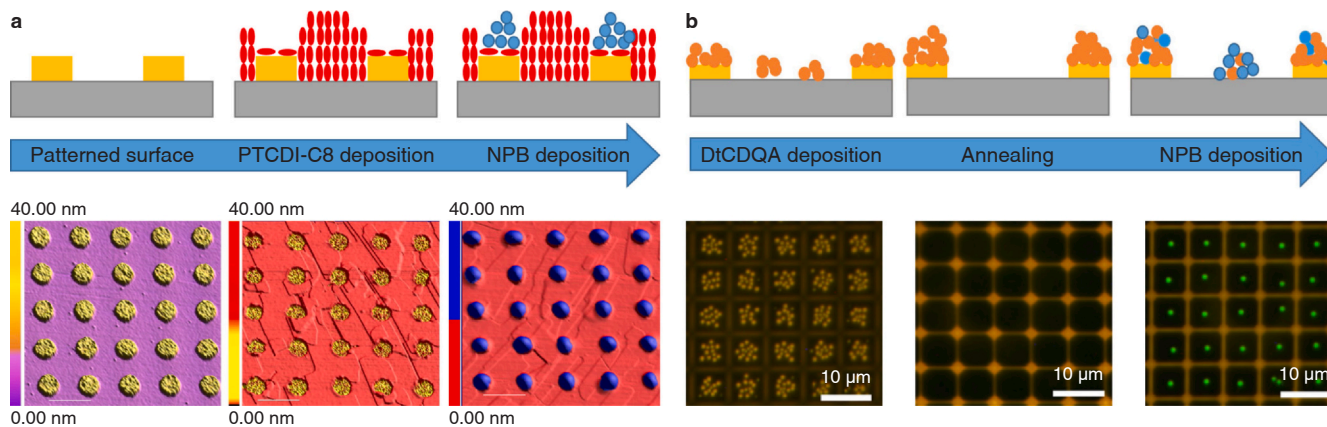 a
Patterned surface
PTCDI-C8 deposition
NPB deposition
40.00 nm
40.00 nm
40.00 nm
0.00 nm
0.00 nm
0.00 nm
b
DtCDQA deposition
Annealing
NPB deposition
10 μm
10 μm
10 μm